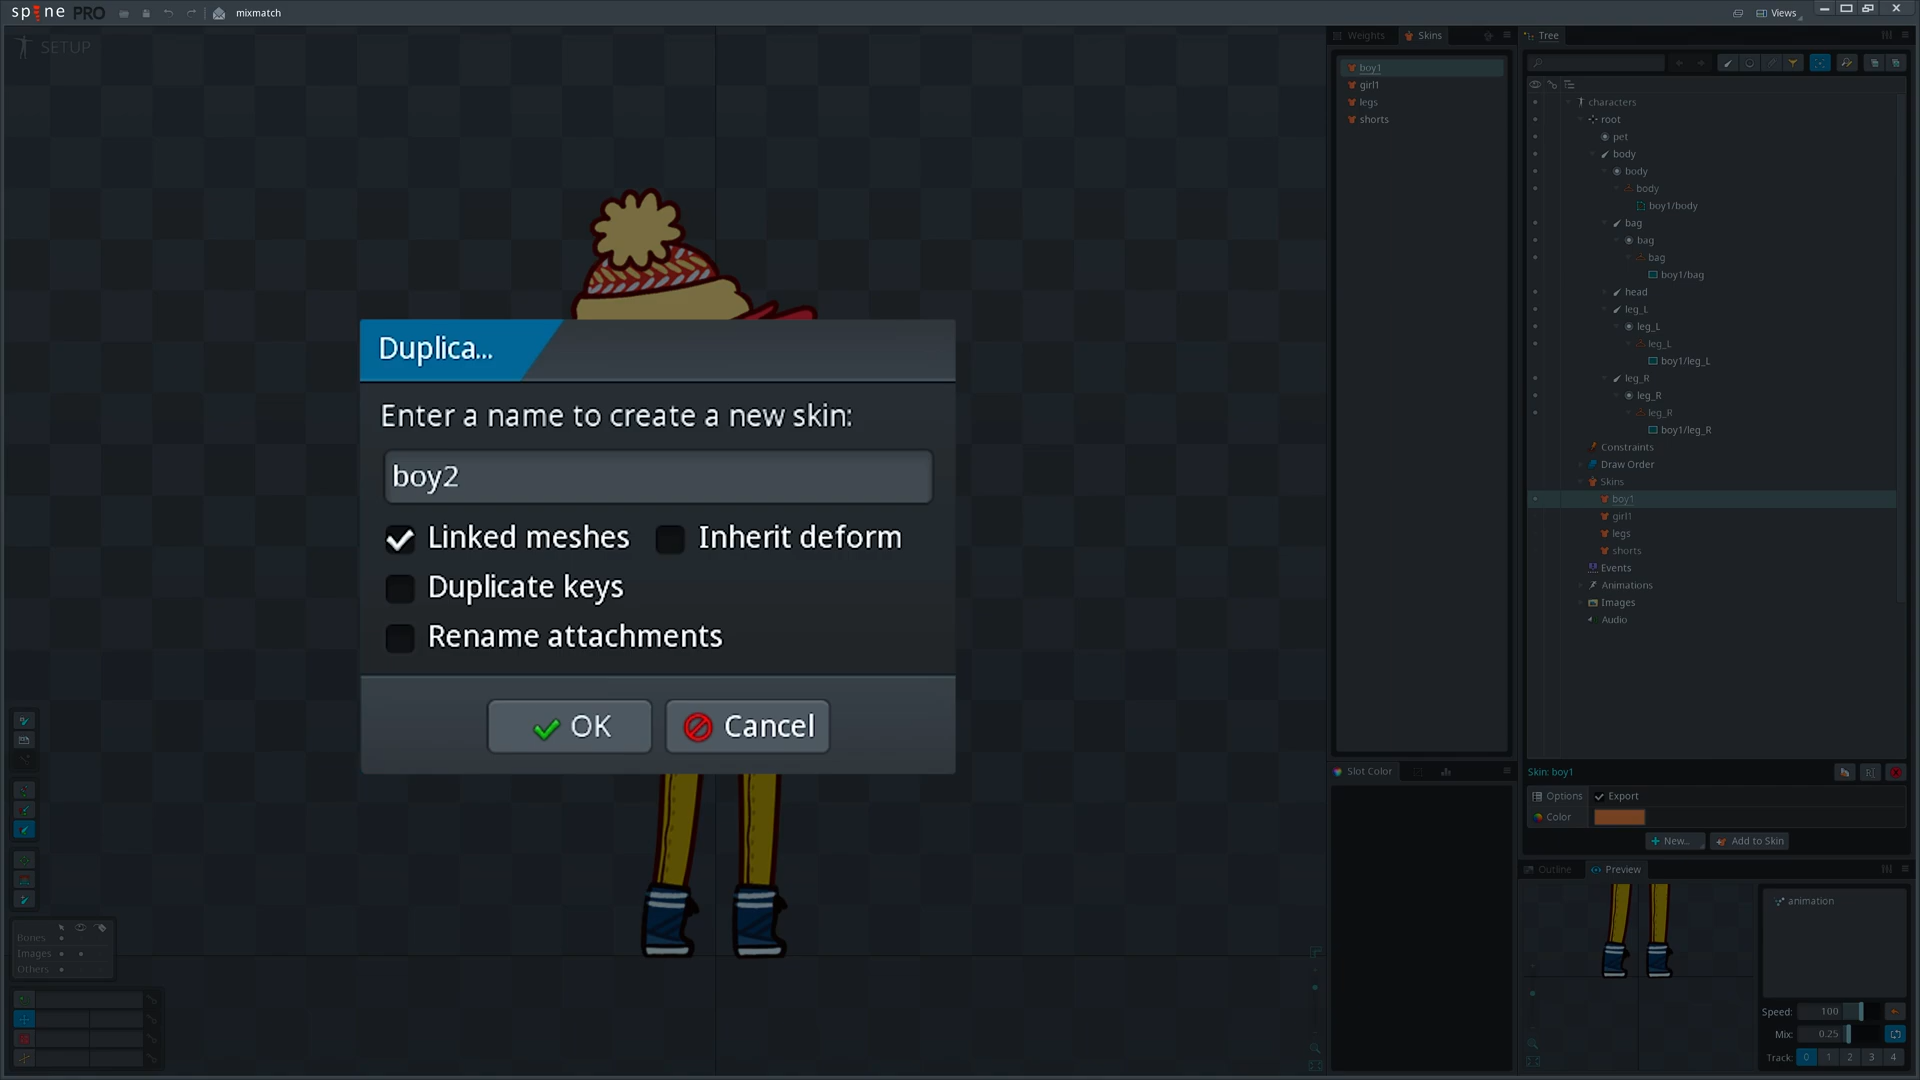 spine PRO
mixmatch
Views
SETUP
Weights
Skins
Tree
boy1
girl1
legs
shorts
characters
root
pet
body
body
body
boy1/body
bag
bag
bag
boy1/bag
head
leg_L
leg_L
leg_L
boy1/leg_L
leg_R
leg_R
leg_R
boy1/leg_R
Constraints
Draw Order
Skins
boy1
girl1
legs
shorts
Events
Animations
Images
Audio
Duplica...
Enter a name to create a new skin:
boy2
Linked meshes
Inherit deform
Duplicate keys
Rename attachments
OK
Cancel
Slot Color
Skin: boy1
Options
Export
Color
New...
Add to Skin
Outline
Preview
animation
Speed: 100
Mix: 0.25
Track: 0 1 2 3 4
Bones
Images
Others